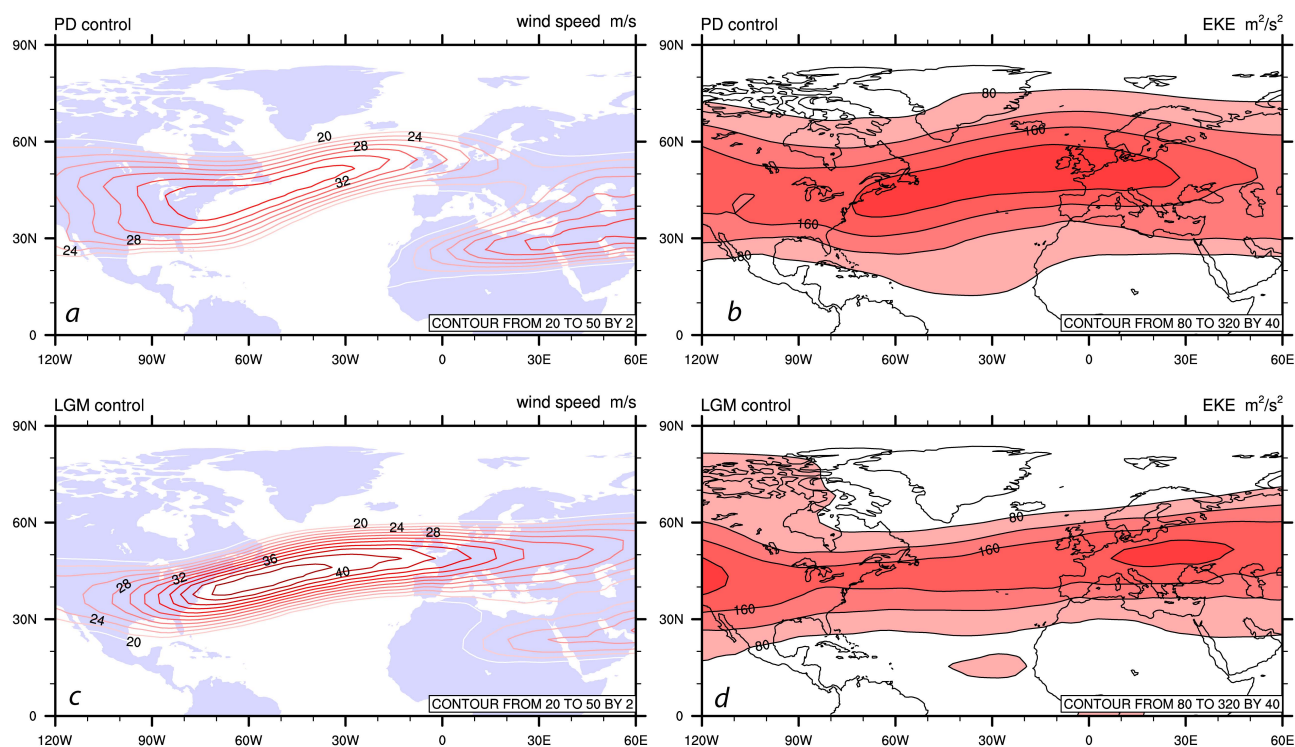 PD control wind speed m/s
90N
60N
30N
0
20 24 28 32 28 24
a
CONTOUR FROM 20 TO 50 BY 2
120W 90W 60W 30W 0 30E 60E
PD control EKE m²/s²
90N
60N
30N
0
80 160 160 80
b
CONTOUR FROM 80 TO 320 BY 40
120W 90W 60W 30W 0 30E 60E
LGM control wind speed m/s
90N
60N
30N
0
20 24 28 36 40 32 28 24 20
c
CONTOUR FROM 20 TO 50 BY 2
120W 90W 60W 30W 0 30E 60E
LGM control EKE m²/s²
90N
60N
30N
0
80 160 160 80
d
CONTOUR FROM 80 TO 320 BY 40
120W 90W 60W 30W 0 30E 60E